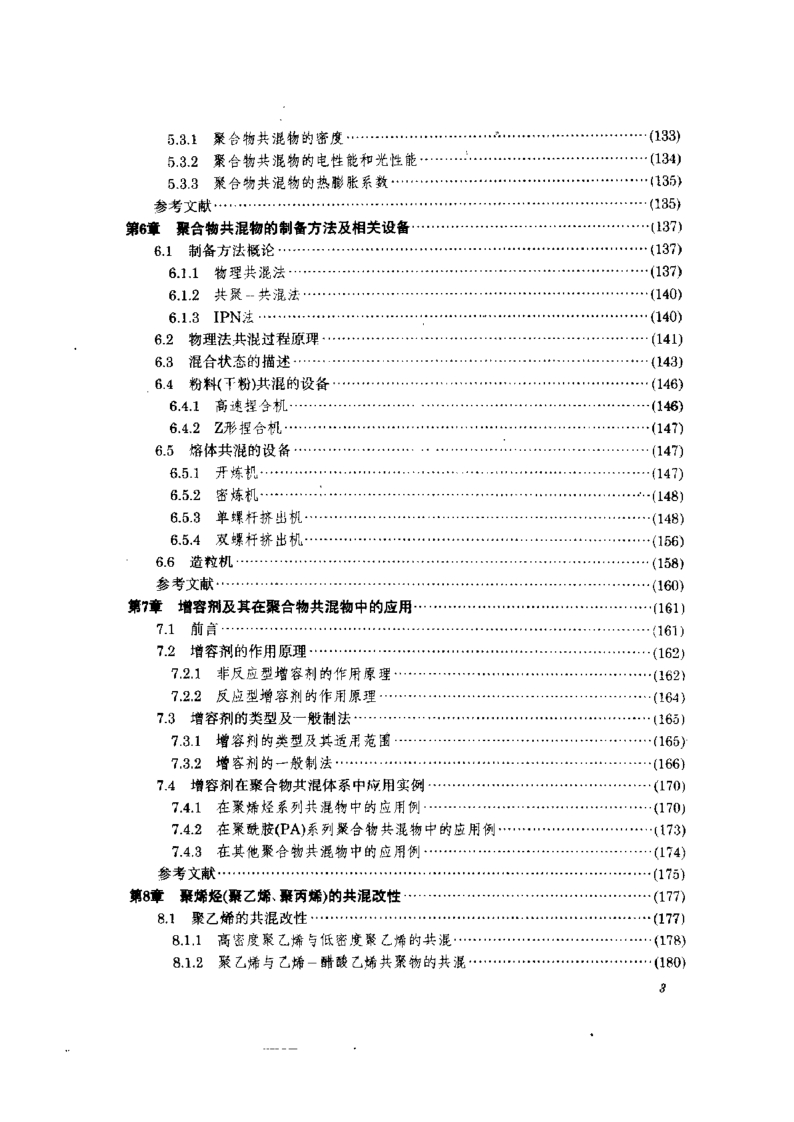 5.3.1 聚合物共混物的密度……(133)
5.3.2 聚合物共混物的电性能和光性能……(134)
5.3.3 聚合物共混物的热膨胀系数……(135)
参考文献……(135)
第6章 聚合物共混物的制备方法及相关设备……(137)
6.1 制备方法概论……(137)
6.1.1 物理共混法……(137)
6.1.2 共聚－共混法……(140)
6.1.3 IPN法……(140)
6.2 物理法共混过程原理……(141)
6.3 混合状态的描述……(143)
6.4 粉料(干粉)共混的设备……(146)
6.4.1 高速捏合机……(146)
6.4.2 Z形捏合机……(147)
6.5 熔体共混的设备……(147)
6.5.1 开炼机……(147)
6.5.2 密炼机……(148)
6.5.3 单螺杆挤出机……(148)
6.5.4 双螺杆挤出机……(156)
6.6 造粒机……(158)
参考文献……(160)
第7章 增容剂及其在聚合物共混物中的应用……(161)
7.1 前言……(161)
7.2 增容剂的作用原理……(162)
7.2.1 非反应型增容剂的作用原理……(162)
7.2.2 反应型增容剂的作用原理……(164)
7.3 增容剂的类型及一般制法……(165)
7.3.1 增容剂的类型及其适用范围……(165)
7.3.2 增容剂的一般制法……(166)
7.4 增容剂在聚合物共混体系中应用实例……(170)
7.4.1 在聚烯烃系列共混物中的应用例……(170)
7.4.2 在聚酰胺(PA)系列聚合物共混物中的应用例……(173)
7.4.3 在其他聚合物共混物中的应用例……(174)
参考文献……(175)
第8章 聚烯烃(聚乙烯、聚丙烯)的共混改性……(177)
8.1 聚乙烯的共混改性……(177)
8.1.1 高密度聚乙烯与低密度聚乙烯的共混……(178)
8.1.2 聚乙烯与乙烯－醋酸乙烯共聚物的共混……(180)
3